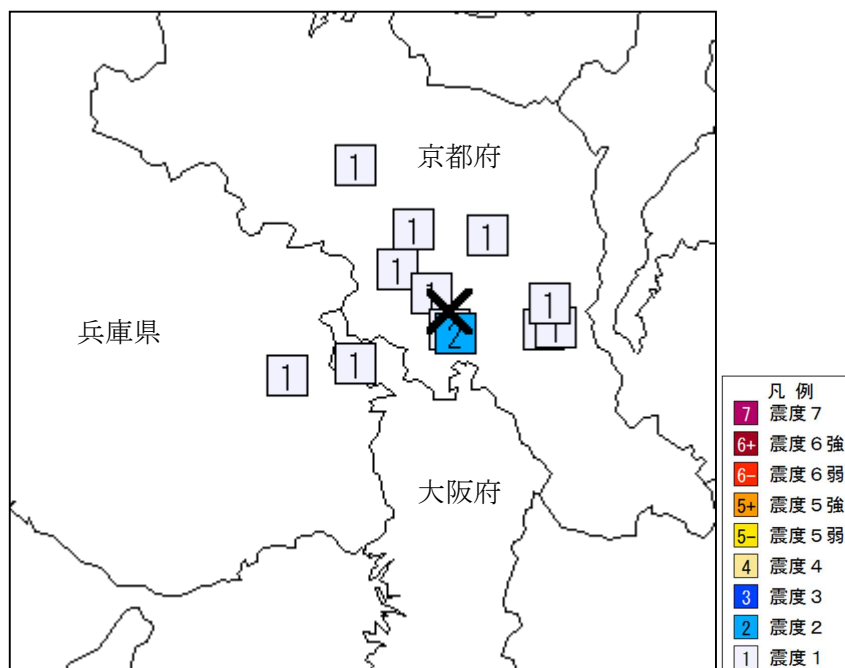 1
京都府
1
1
1
1
1
1
2
兵庫県
1
1
大阪府
凡 例
7 震度7
6+ 震度6強
6- 震度6弱
5+ 震度5強
5- 震度5弱
4 震度4
3 震度3
2 震度2
1 震度1